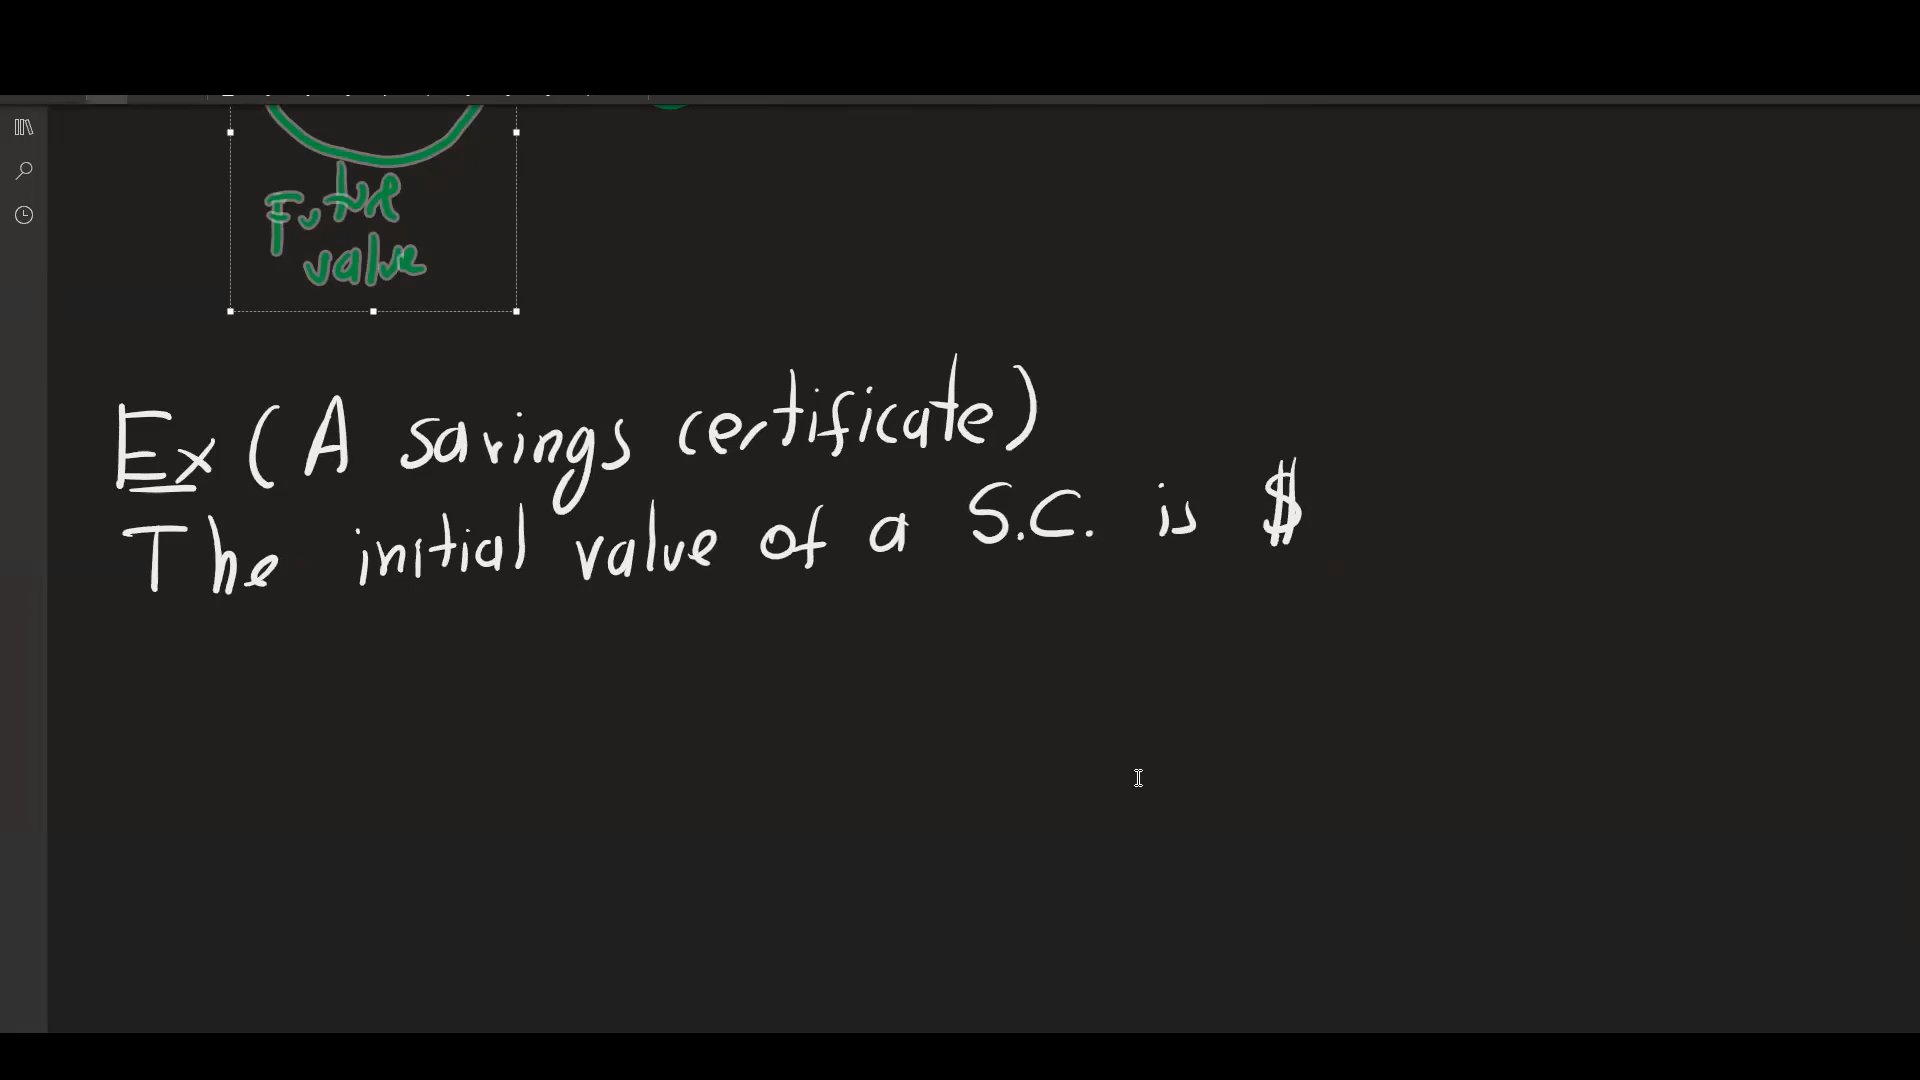 Future
value
Ex (A savings certificate)
The initial value of a S.C. is $